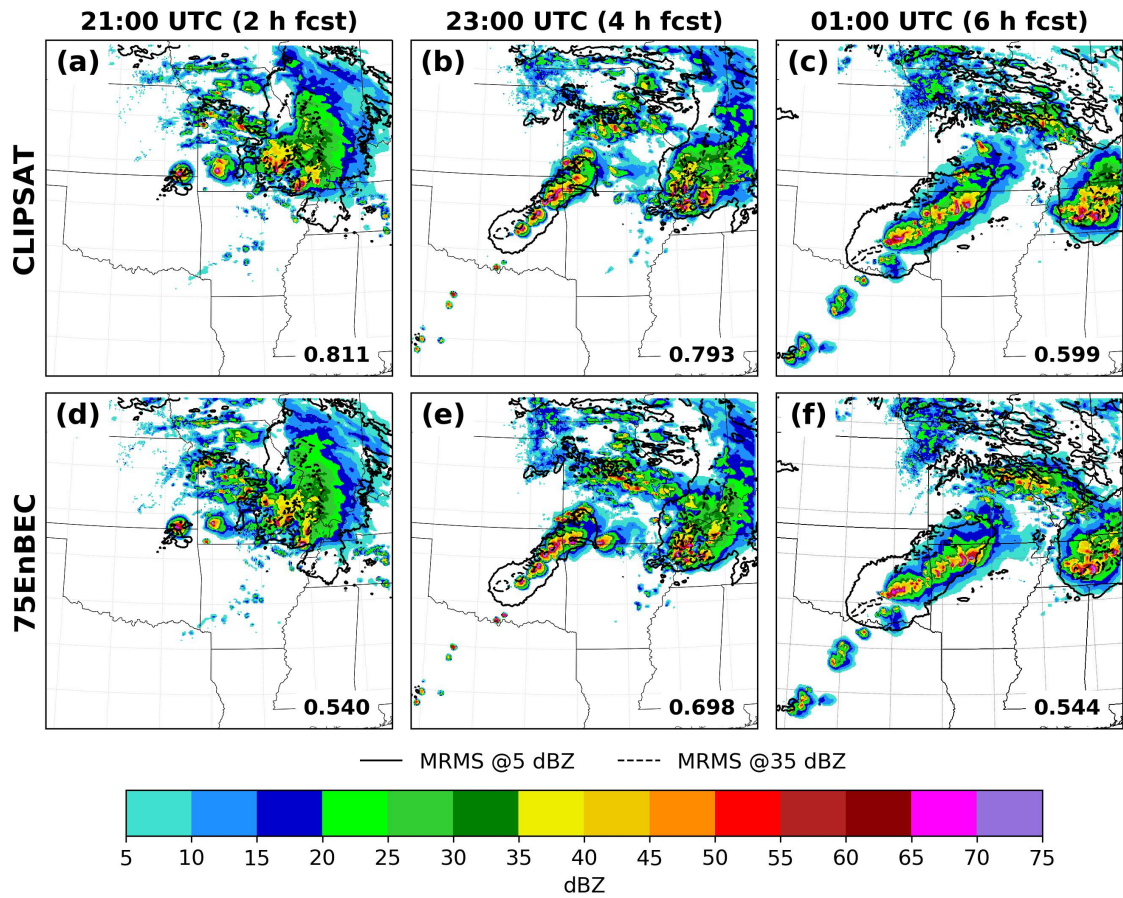 21:00 UTC (2 h fcst) 23:00 UTC (4 h fcst) 01:00 UTC (6 h fcst)
CLIPSAT
(a) (b) (c)
0.811 0.793 0.599
75EnBEC
(d) (e) (f)
0.540 0.698 0.544
MRMS @5 dBZ MRMS @35 dBZ
5 10 15 20 25 30 35 40 45 50 55 60 65 70 75
dBZ